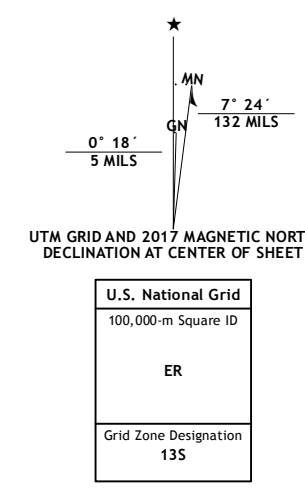 ★
MN
GN
7° 24´
132 MILS
0° 18´
5 MILS
UTM GRID AND 2017 MAGNETIC NORT
DECLINATION AT CENTER OF SHEET
U.S. National Grid
100,000-m Square ID
ER
Grid Zone Designation
13S